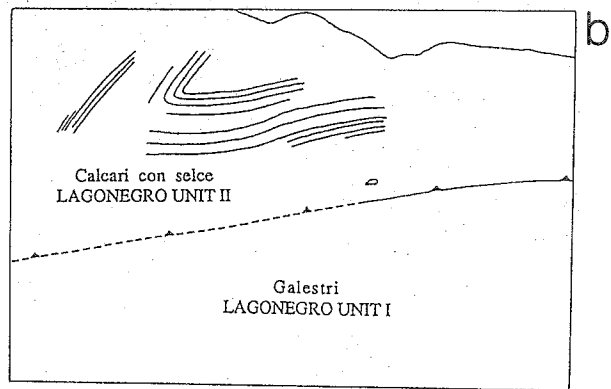 b
Calcari con selce
LAGONEGRO UNIT II
Galestri
LAGONEGRO UNIT I